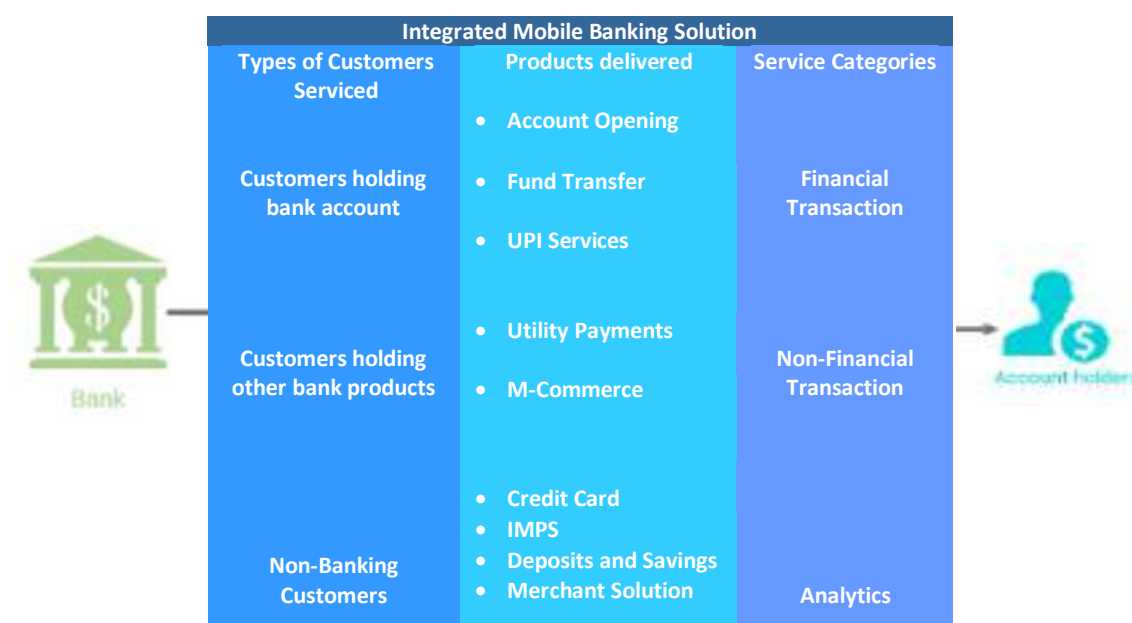 Integrated Mobile Banking Solution
Types of Customers
Serviced
Products delivered
Service Categories
• Account Opening
Customers holding
bank account
• Fund Transfer
Financial
Transaction
• UPI Services
Bank
Customers holding
other bank products
• Utility Payments
• M-Commerce
Non-Financial
Transaction
Account holders
Non-Banking
Customers
• Credit Card
• IMPS
• Deposits and Savings
• Merchant Solution
Analytics